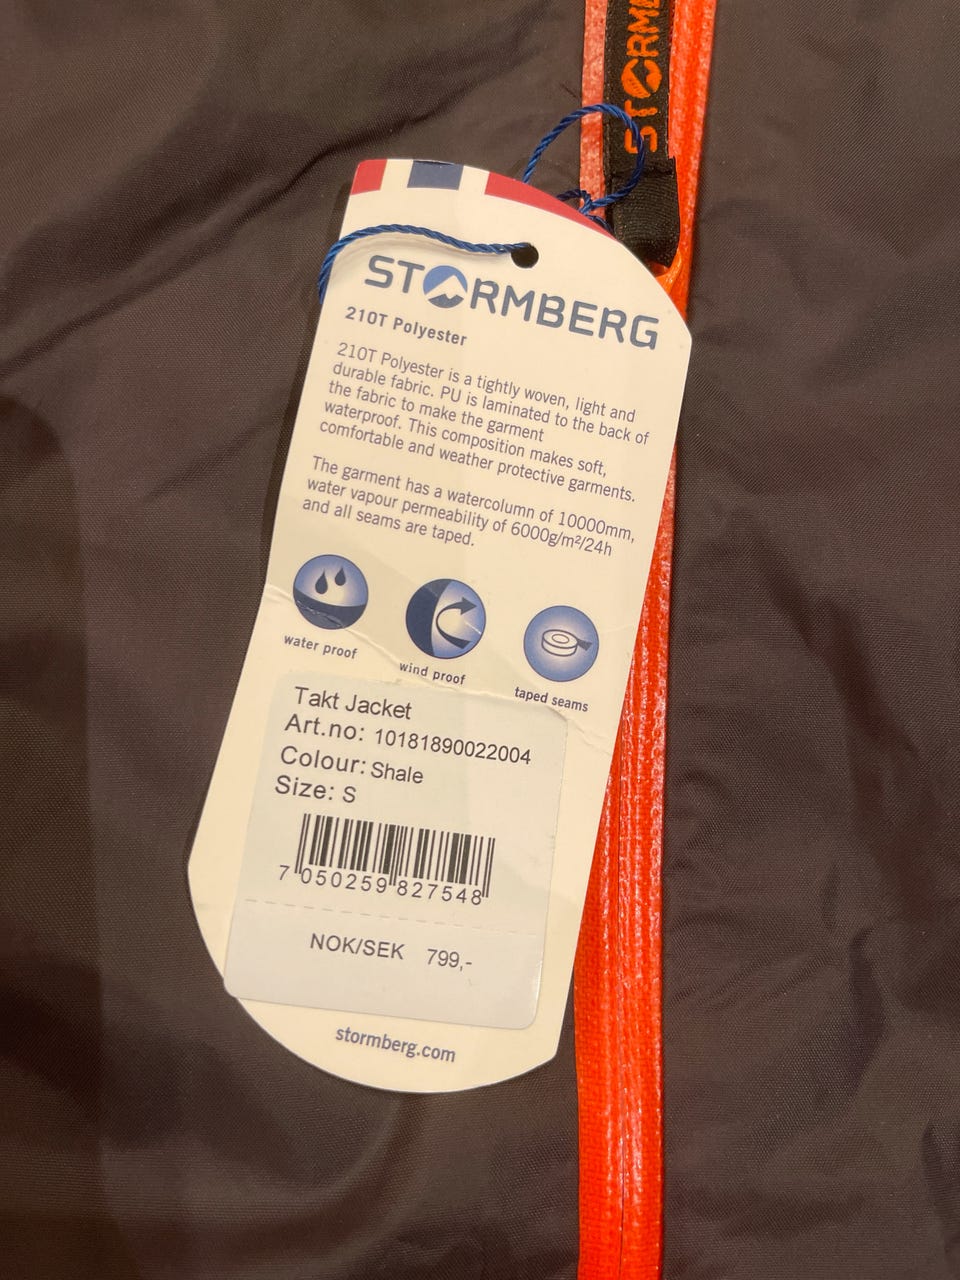 STORM
STORMBERG
210T Polyester
210T Polyester is a tightly woven, light and
durable fabric. PU is laminated to the back of
the fabric to make the garment
waterproof. This composition makes soft,
comfortable and weather protective garments.
The garment has a watercolumn of 10000mm,
water vapour permeability of 6000g/m²/24h
and all seams are taped.
water proof
wind proof
taped seams
Takt Jacket
Art.no: 10181890022004
Colour: Shale
Size: S
7 050259 827548
NOK/SEK 799,-
stormberg.com